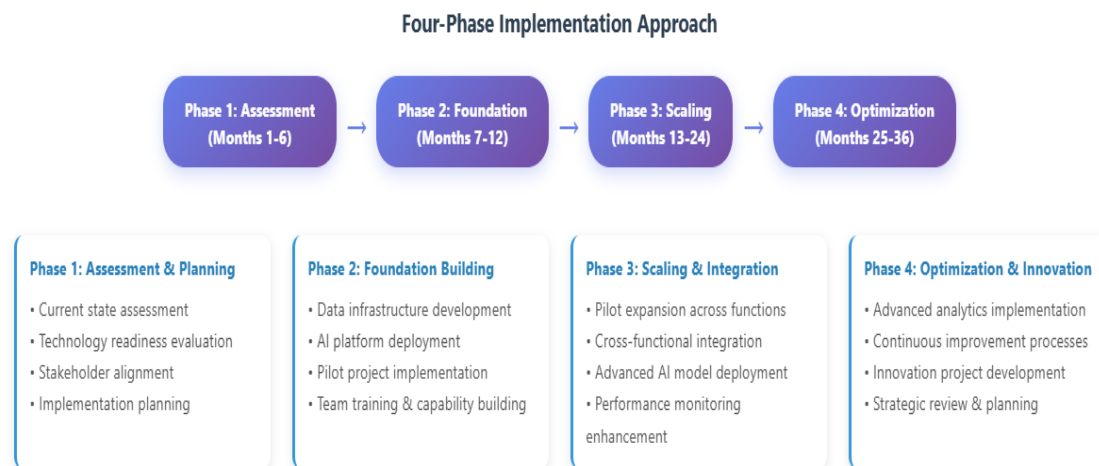 Four-Phase Implementation Approach
Phase 1: Assessment
(Months 1-6)
→
Phase 2: Foundation
(Months 7-12)
→
Phase 3: Scaling
(Months 13-24)
→
Phase 4: Optimization
(Months 25-36)
Phase 1: Assessment & Planning
• Current state assessment
• Technology readiness evaluation
• Stakeholder alignment
• Implementation planning
Phase 2: Foundation Building
• Data infrastructure development
• AI platform deployment
• Pilot project implementation
• Team training & capability building
Phase 3: Scaling & Integration
• Pilot expansion across functions
• Cross-functional integration
• Advanced AI model deployment
• Performance monitoring
enhancement
Phase 4: Optimization & Innovation
• Advanced analytics implementation
• Continuous improvement processes
• Innovation project development
• Strategic review & planning